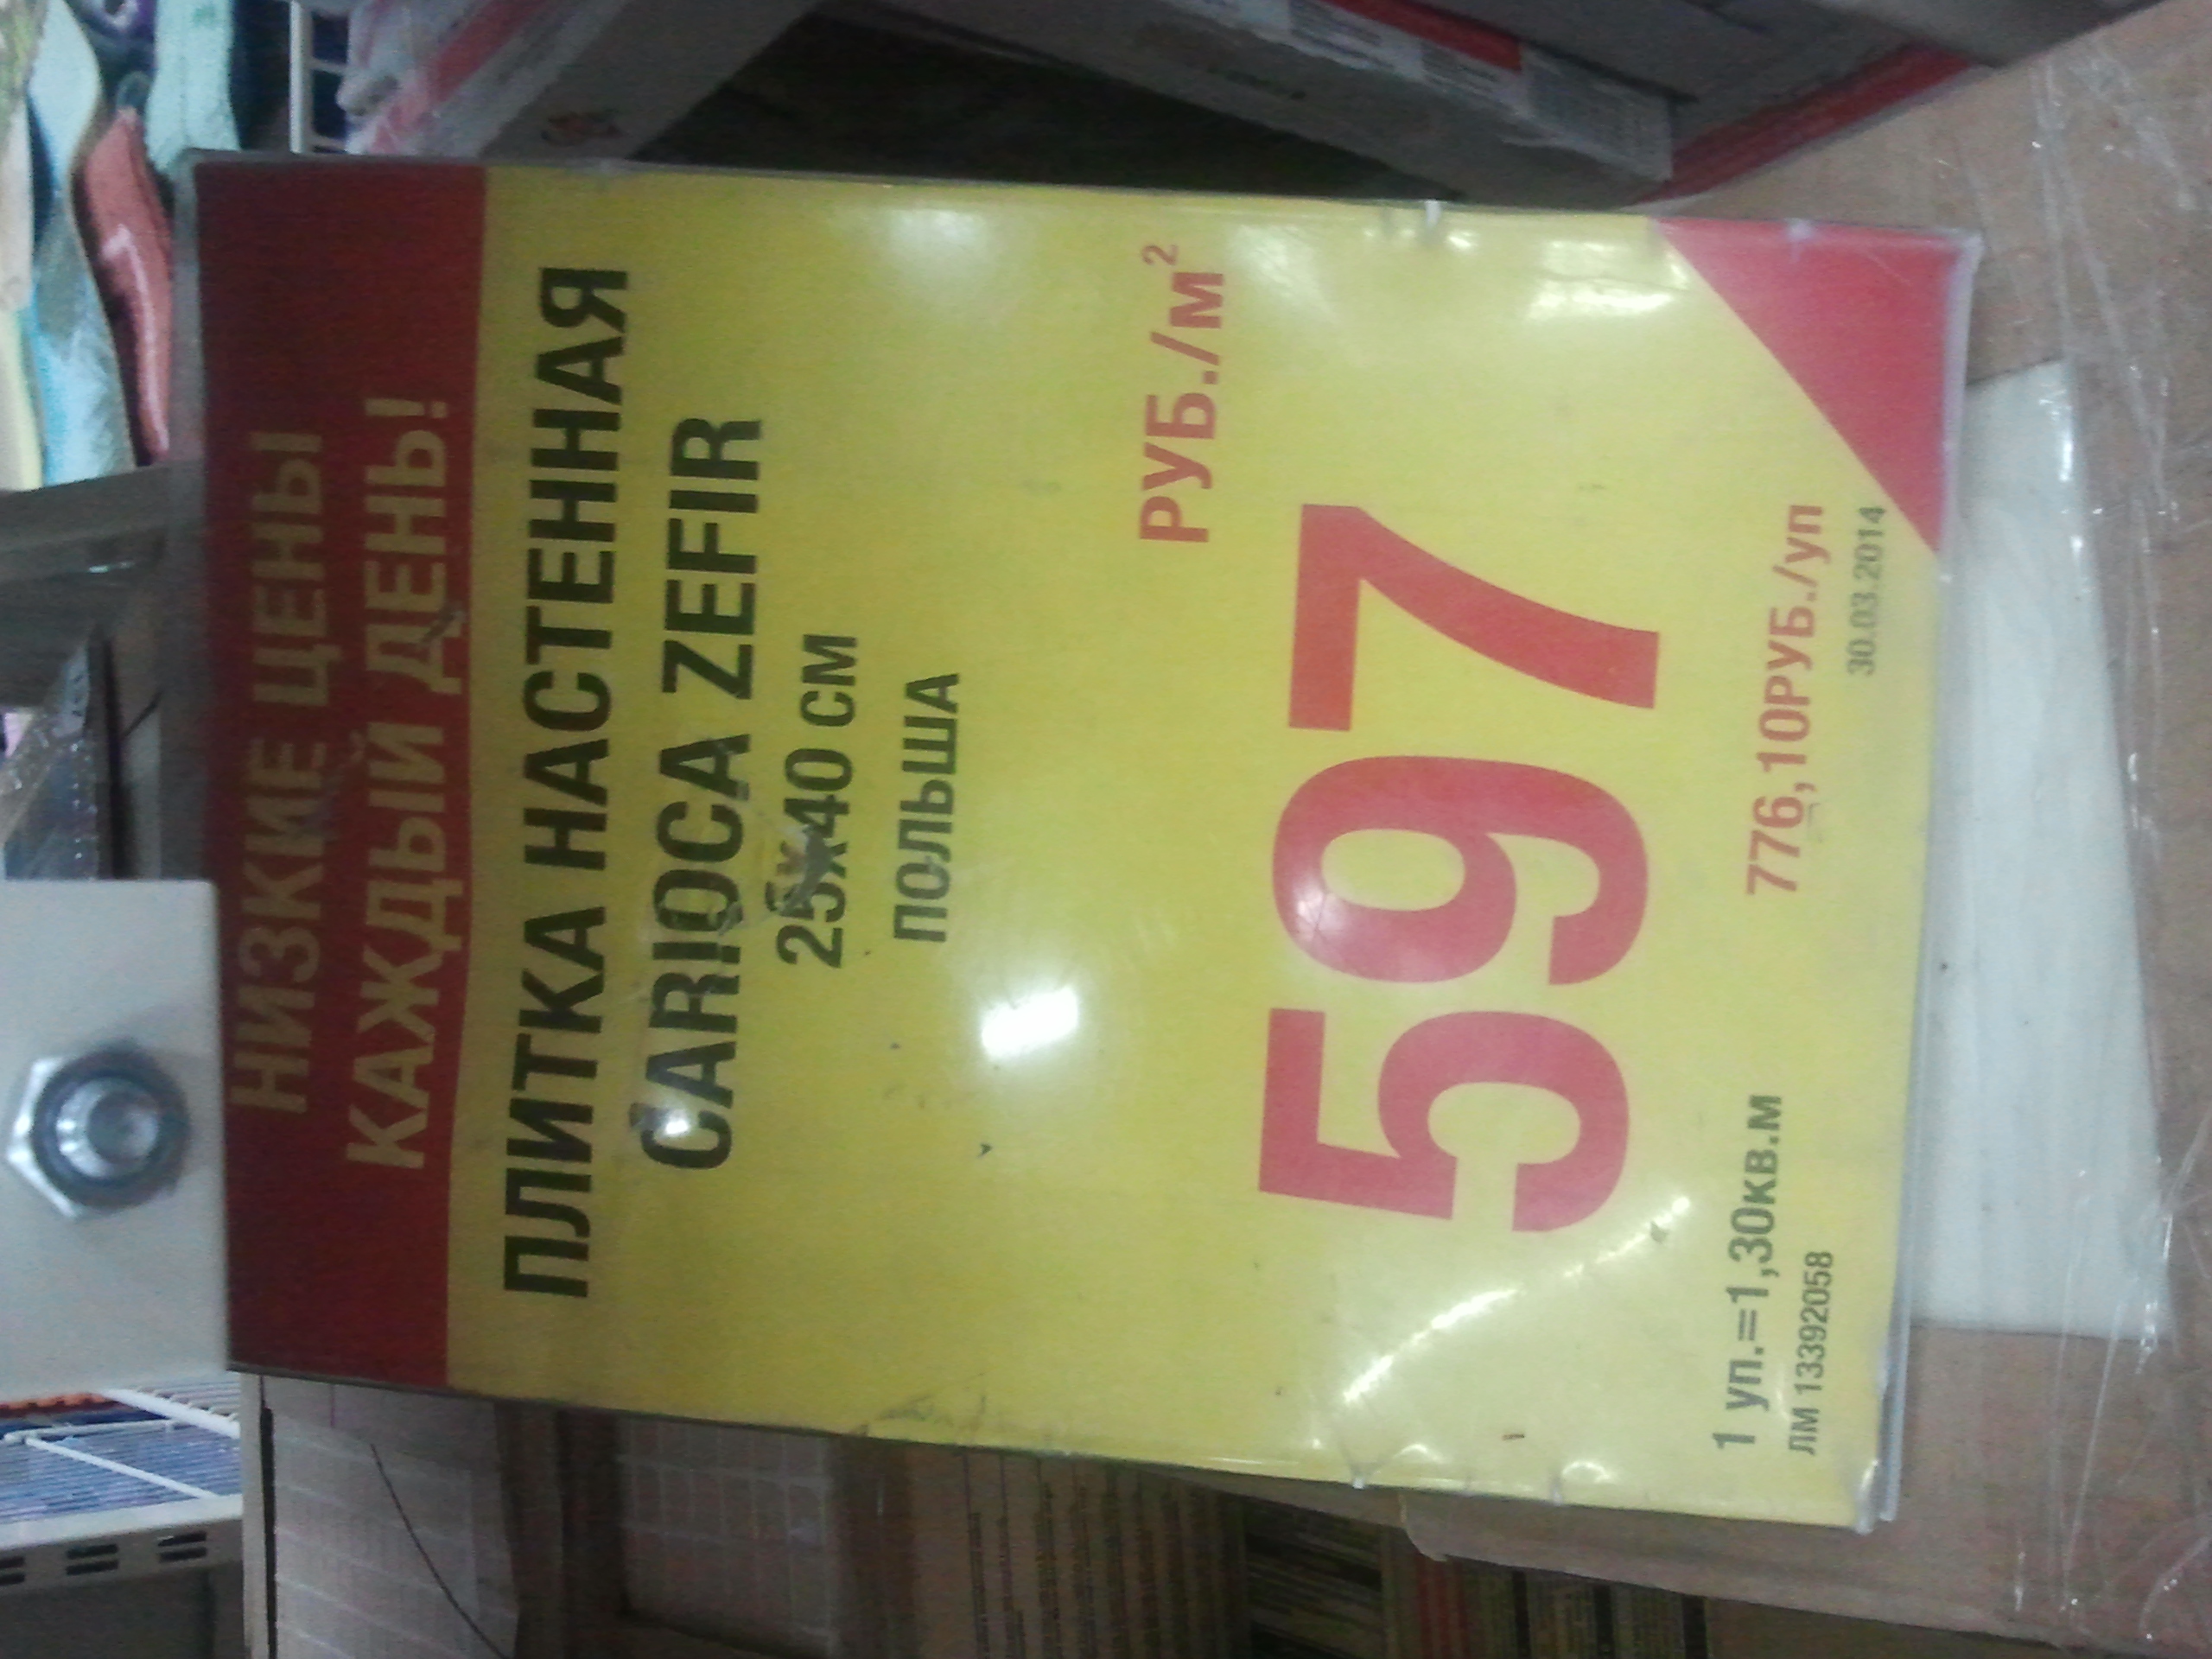 НИЗКИЕ ЦЕНЫ
КАЖДЫЙ ДЕНЬ!
ПЛИТКА НАСТЕННАЯ
CARIOCA ZEFIR
25X40 СМ
ПОЛЬША
РУБ./м²
597
1 уп.=1,30КВ.М
776,10РУБ./уп
ЛМ 13392058
30.03.2014